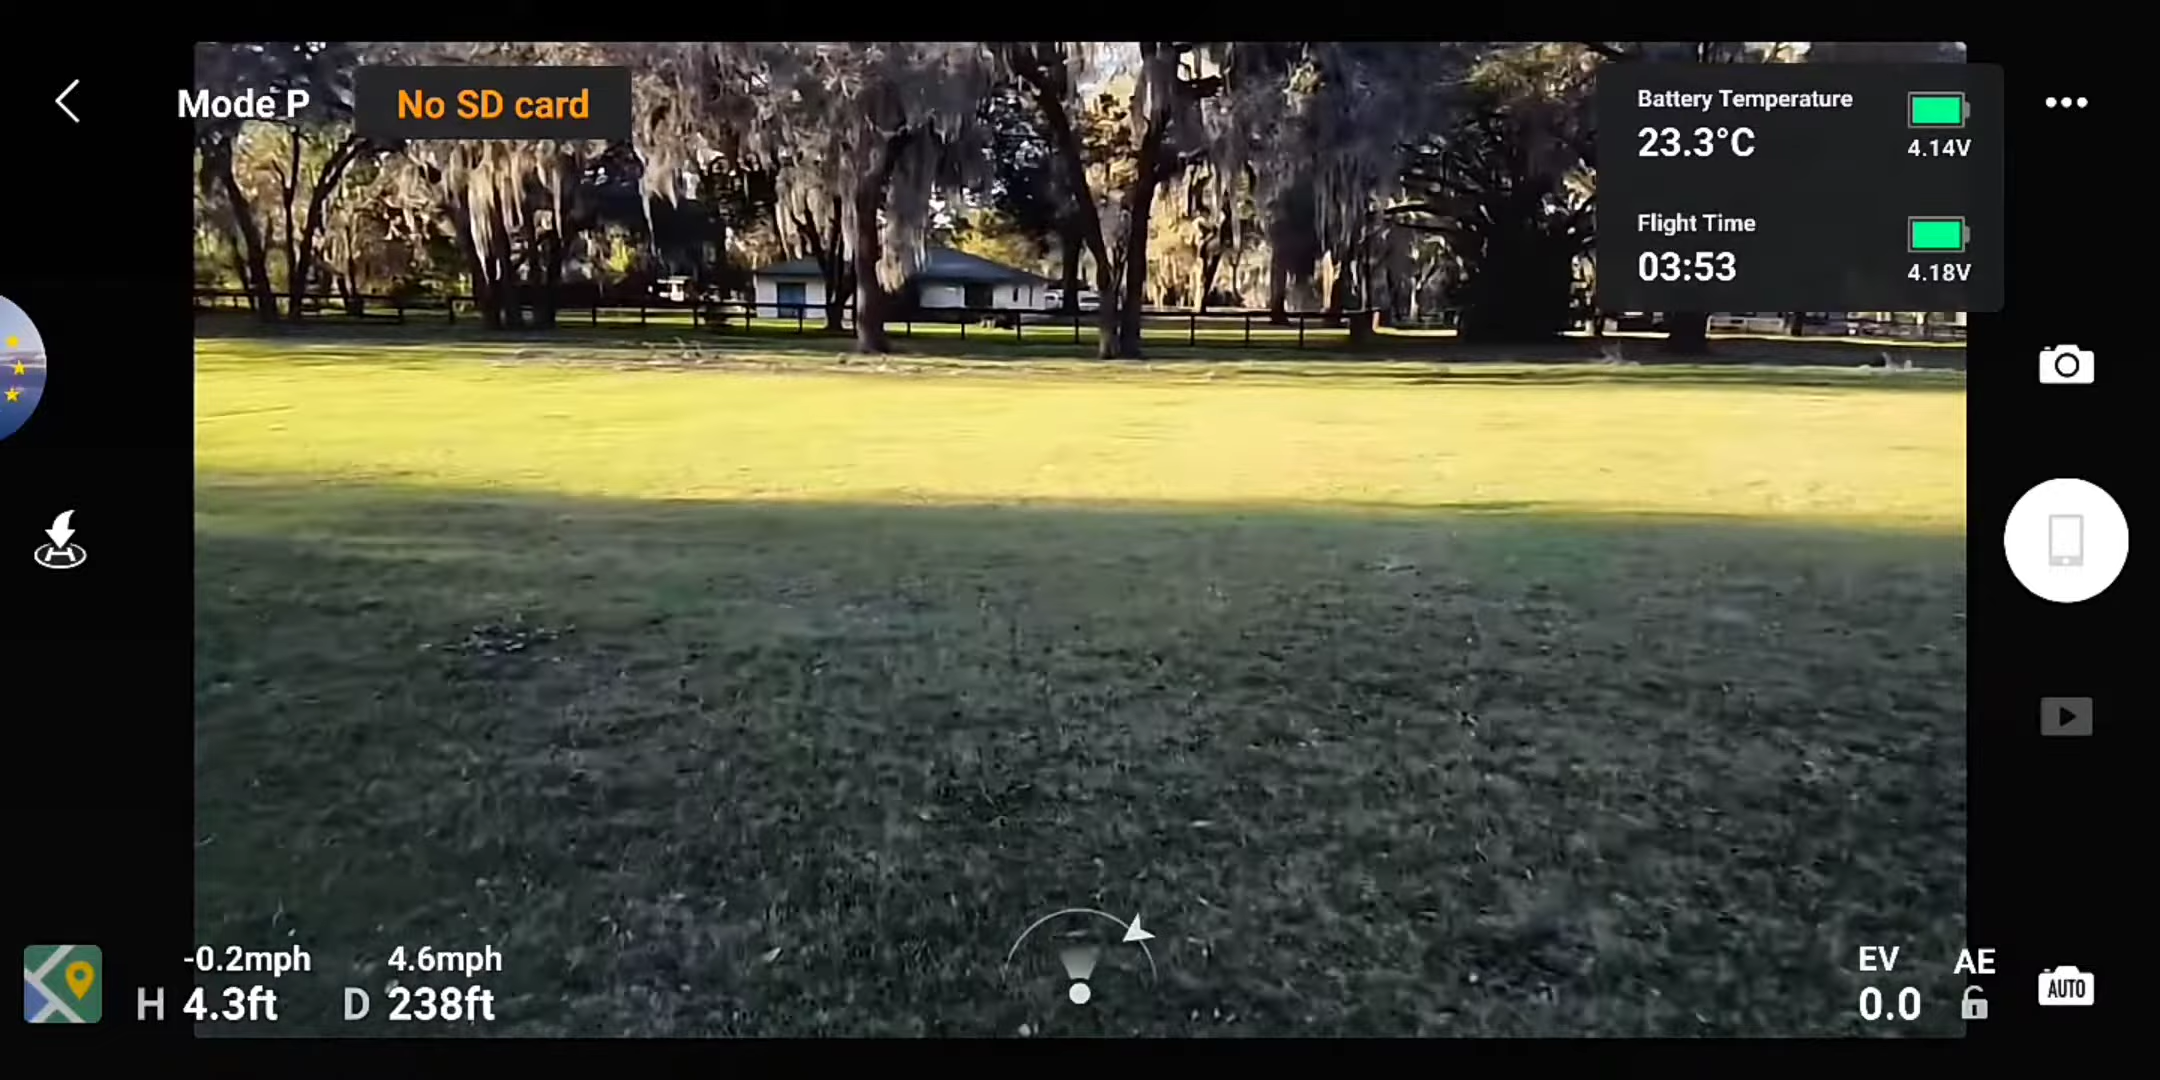 Mode P
No SD card
Battery Temperature
23.3°C
4.14V
Flight Time
03:53
4.18V
-0.2mph
4.6mph
H 4.3ft
D 238ft
EV
AE
0.0
AUTO